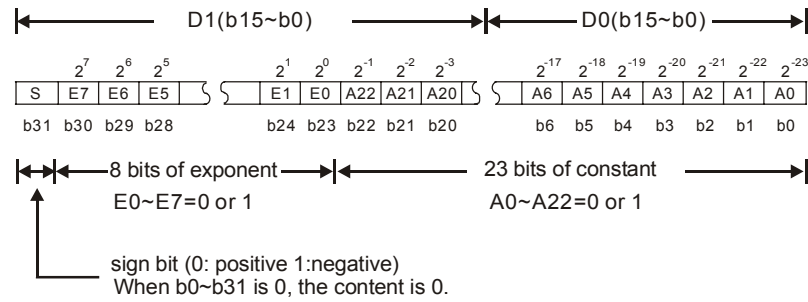 D1(b15~b0) D0(b15~b0)
2^7 2^6 2^5 2^1 2^0 2^-1 2^-2 2^-3 2^-17 2^-18 2^-19 2^-20 2^-21 2^-22 2^-23
S E7 E6 E5 E1 E0 A22 A21 A20 A6 A5 A4 A3 A2 A1 A0
b31 b30 b29 b28 b24 b23 b22 b21 b20 b6 b5 b4 b3 b2 b1 b0
8 bits of exponent 23 bits of constant
E0~E7=0 or 1 A0~A22=0 or 1
sign bit (0: positive 1:negative)
When b0~b31 is 0, the content is 0.